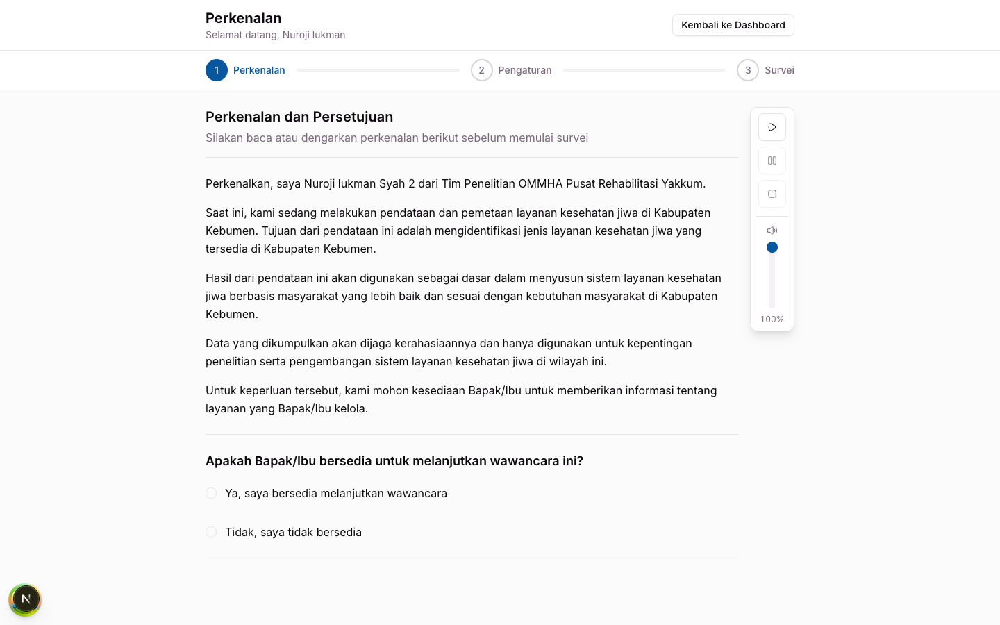 Perkenalan
Selamat datang, Nuroji lukman
Kembali ke Dashboard
1 Perkenalan
2 Pengaturan
3 Survei
Perkenalan dan Persetujuan
Silakan baca atau dengarkan perkenalan berikut sebelum memulai survei
Perkenalkan, saya Nuroji lukman Syah 2 dari Tim Penelitian OMMHA Pusat Rehabilitasi Yakkum.
Saat ini, kami sedang melakukan pendataan dan pemetaan layanan kesehatan jiwa di Kabupaten
Kebumen. Tujuan dari pendataan ini adalah mengidentifikasi jenis layanan kesehatan jiwa yang
tersedia di Kabupaten Kebumen.
Hasil dari pendataan ini akan digunakan sebagai dasar dalam menyusun sistem layanan kesehatan
jiwa berbasis masyarakat yang lebih baik dan sesuai dengan kebutuhan masyarakat di Kabupaten
Kebumen.
Data yang dikumpulkan akan dijaga kerahasiaannya dan hanya digunakan untuk kepentingan
penelitian serta pengembangan sistem layanan kesehatan jiwa di wilayah ini.
Untuk keperluan tersebut, kami mohon kesediaan Bapak/Ibu untuk memberikan informasi tentang
layanan yang Bapak/Ibu kelola.
Apakah Bapak/Ibu bersedia untuk melanjutkan wawancara ini?
Ya, saya bersedia melanjutkan wawancara
Tidak, saya tidak bersedia
100%
N